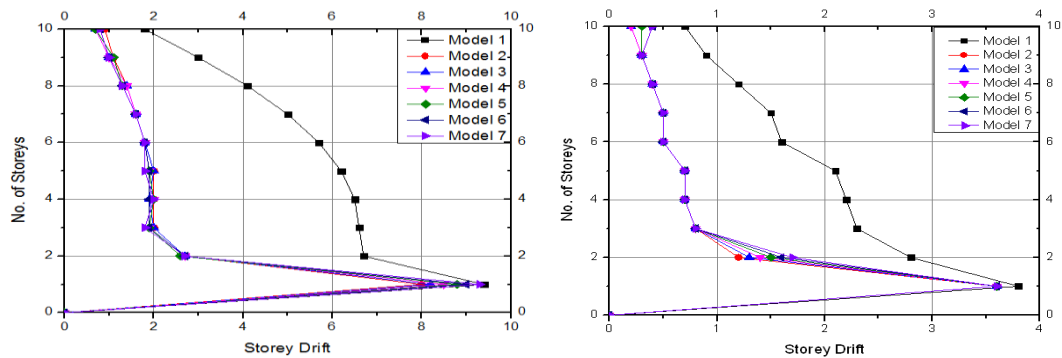 0 2 4 6 8 10
10
8
6
4
2
0
10
8
6
4
2
0
0 2 4 6 8 10
No. of Storeys
Storey Drift
Model 1
Model 2
Model 3
Model 4
Model 5
Model 6
Model 7
0 1 2 3 4
10
8
6
4
2
0
10
8
6
4
2
0
0 1 2 3 4
No. of Storeys
Storey Drift
Model 1
Model 2
Model 3
Model 4
Model 5
Model 6
Model 7